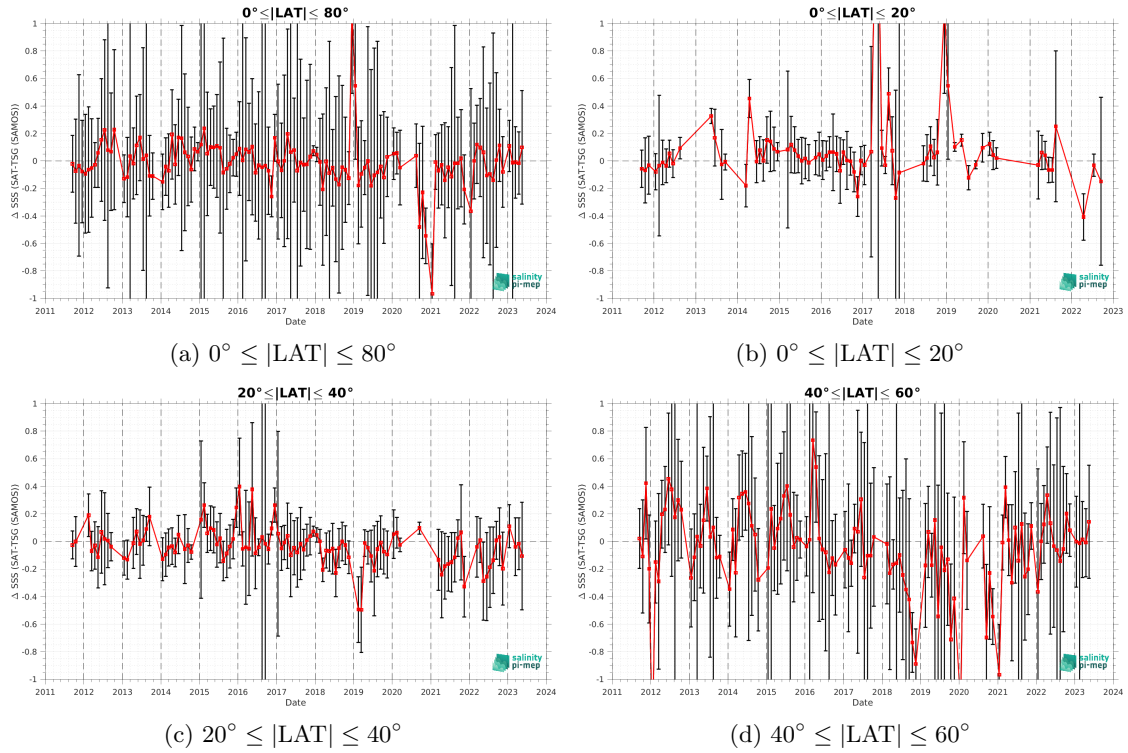 0°≤|LAT|≤ 80°
Δ SSS (SAT-TSG (SAMOS))
1
0.8
0.6
0.4
0.2
0
-0.2
-0.4
-0.6
-0.8
-1
2011 2012 2013 2014 2015 2016 2017 2018 2019 2020 2021 2022 2023 2024
Date
salinity
pi-mep
(a) 0° ≤ |LAT| ≤ 80°
0°≤|LAT|≤ 20°
Δ SSS (SAT-TSG (SAMOS))
1
0.8
0.6
0.4
0.2
0
-0.2
-0.4
-0.6
-0.8
-1
2011 2012 2013 2014 2015 2016 2017 2018 2019 2020 2021 2022 2023
Date
salinity
pi-mep
(b) 0° ≤ |LAT| ≤ 20°
20°≤|LAT|≤ 40°
Δ SSS (SAT-TSG (SAMOS))
1
0.8
0.6
0.4
0.2
0
-0.2
-0.4
-0.6
-0.8
-1
2011 2012 2013 2014 2015 2016 2017 2018 2019 2020 2021 2022 2023 2024
Date
salinity
pi-mep
(c) 20° ≤ |LAT| ≤ 40°
40°≤|LAT|≤ 60°
Δ SSS (SAT-TSG (SAMOS))
1
0.8
0.6
0.4
0.2
0
-0.2
-0.4
-0.6
-0.8
-1
2011 2012 2013 2014 2015 2016 2017 2018 2019 2020 2021 2022 2023 2024
Date
salinity
pi-mep
(d) 40° ≤ |LAT| ≤ 60°